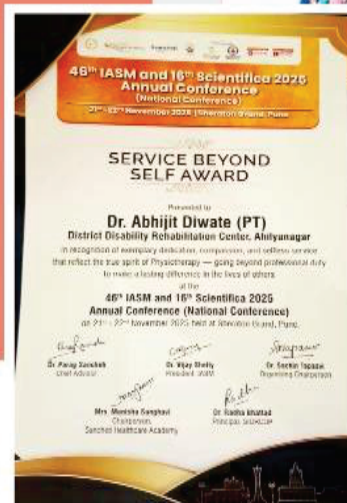 46th IASM and 16th Scientifica 2025
Annual Conference
(National Conference)
21st - 22nd November 2025 | Sheraton Grand, Pune
SERVICE BEYOND
SELF AWARD
Presented to
Dr. Abhijit Diwate (PT)
District Disability Rehabilitation Center, Ahilyanagar
in recognition of exemplary dedication, compassion, and selfless service
that reflect the true spirit of Physiotherapy — going beyond professional duty
to make a lasting difference in the lives of others
at the
46th IASM and 16th Scientifica 2025
Annual Conference (National Conference)
on 21st - 22nd November 2025 held at Sheraton Grand, Pune.
Dr. Parag Sancheti
Chief Advisor
Dr. Vijay Shetty
President IASM
Dr. Sachin Tapasvi
Organising Chairperson
Mrs. Manisha Sanghavi
Chairperson,
Sancheti Healthcare Academy
Dr. Radha Bhattad
Principal